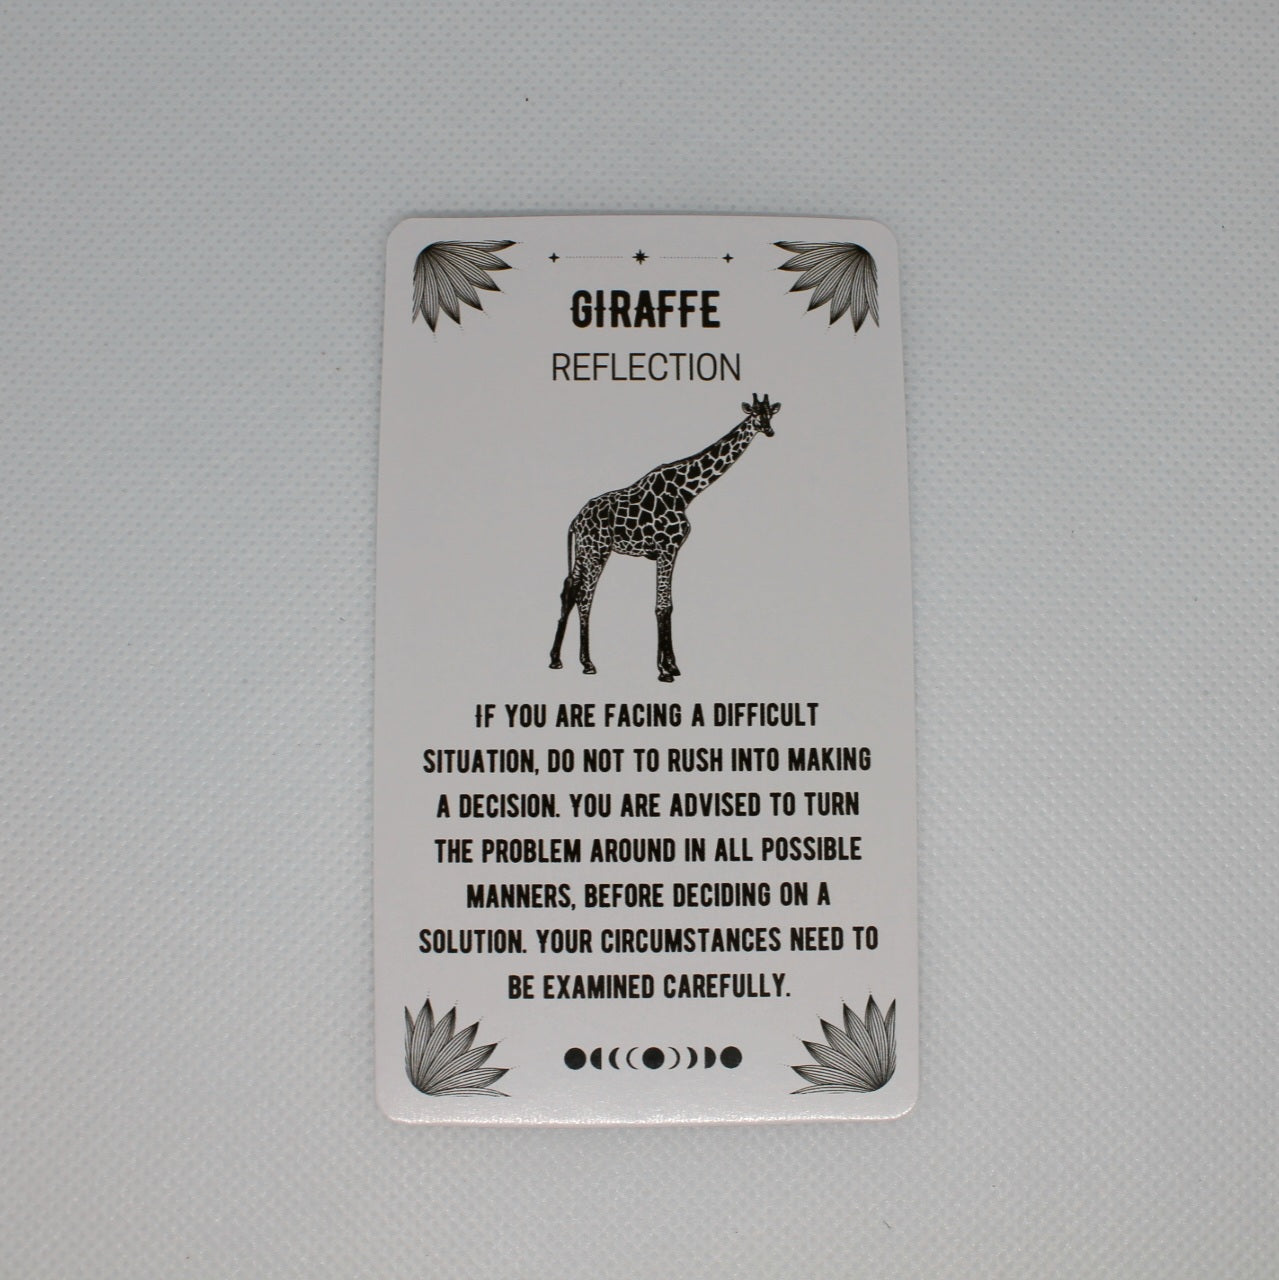 GIRAFFE
REFLECTION
IF YOU ARE FACING A DIFFICULT
SITUATION, DO NOT TO RUSH INTO MAKING
A DECISION. YOU ARE ADVISED TO TURN
THE PROBLEM AROUND IN ALL POSSIBLE
MANNERS, BEFORE DECIDING ON A
SOLUTION. YOUR CIRCUMSTANCES NEED TO
BE EXAMINED CAREFULLY.